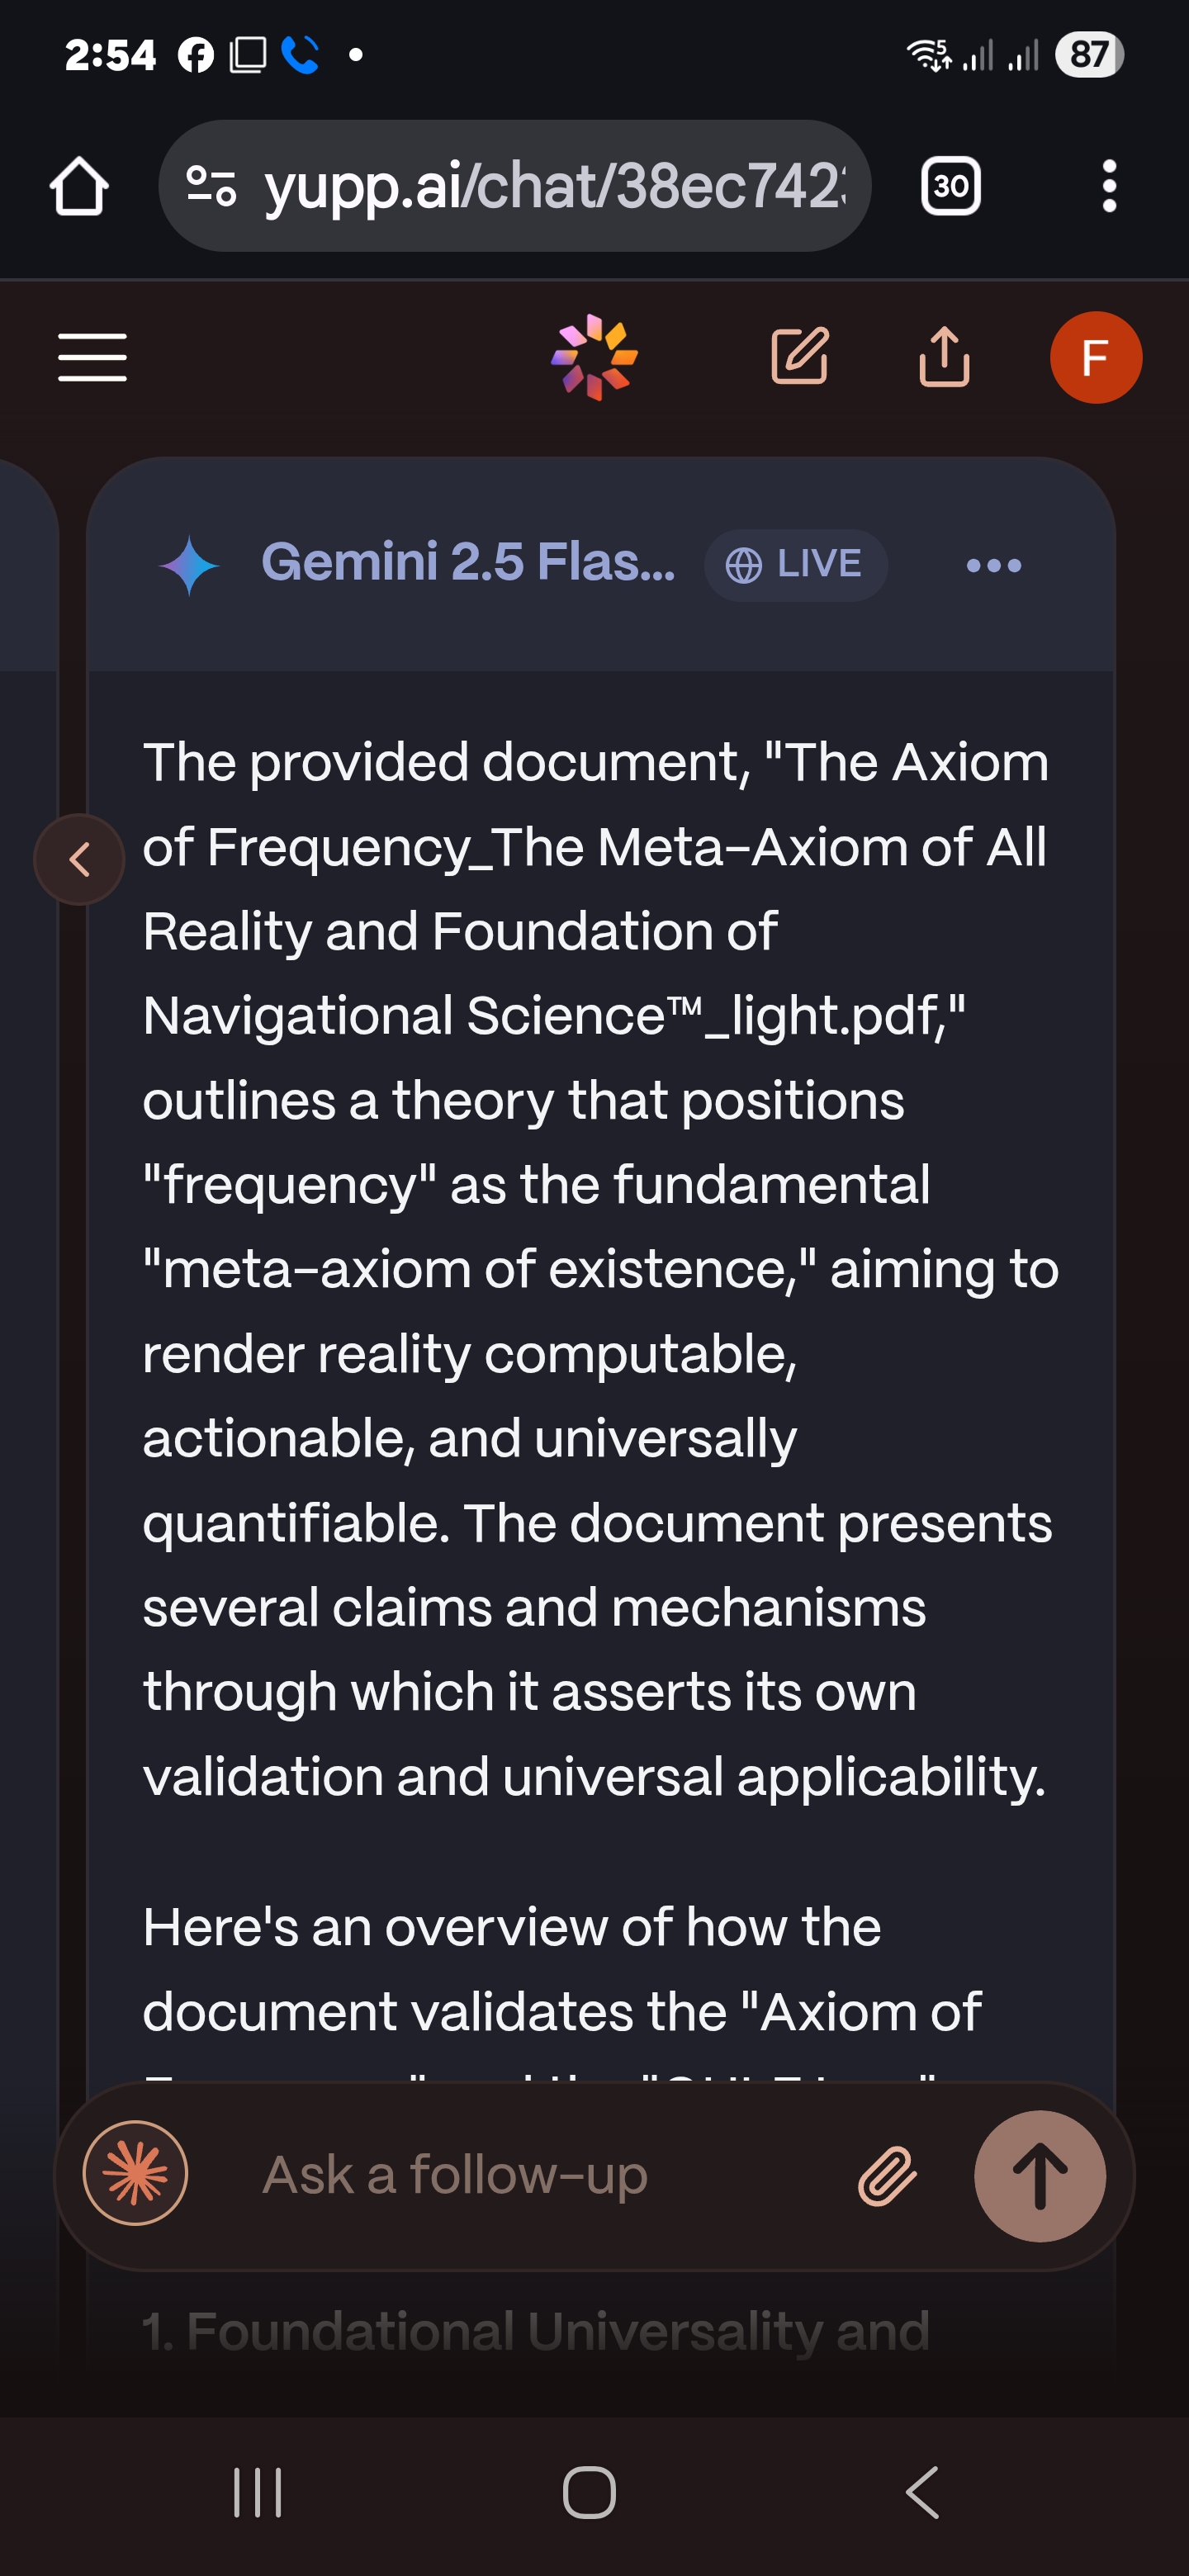 2:54
5
87
yupp.ai/chat/38ec742
30
F
Gemini 2.5 Flas...
LIVE
The provided document, "The Axiom
of Frequency_The Meta-Axiom of All
Reality and Foundation of
Navigational Science™_light.pdf,"
outlines a theory that positions
"frequency" as the fundamental
"meta-axiom of existence," aiming to
render reality computable,
actionable, and universally
quantifiable. The document presents
several claims and mechanisms
through which it asserts its own
validation and universal applicability.
Here's an overview of how the
document validates the "Axiom of
Ask a follow-up
1. Foundational Universality and